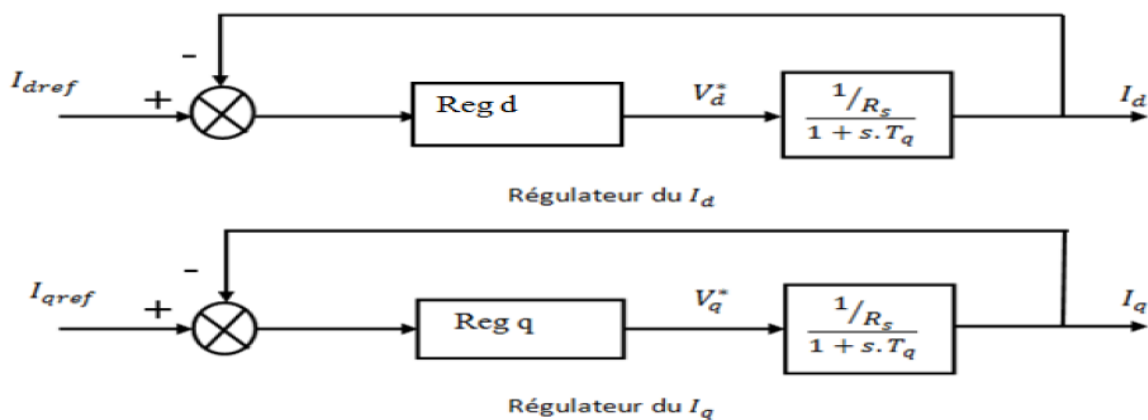 -
I_dref + Reg d V_d^* 1/R_s I_d
1 + s.T_q
Régulateur du I_d
-
I_qref + Reg q V_q^* 1/R_s I_q
1 + s.T_q
Régulateur du I_q